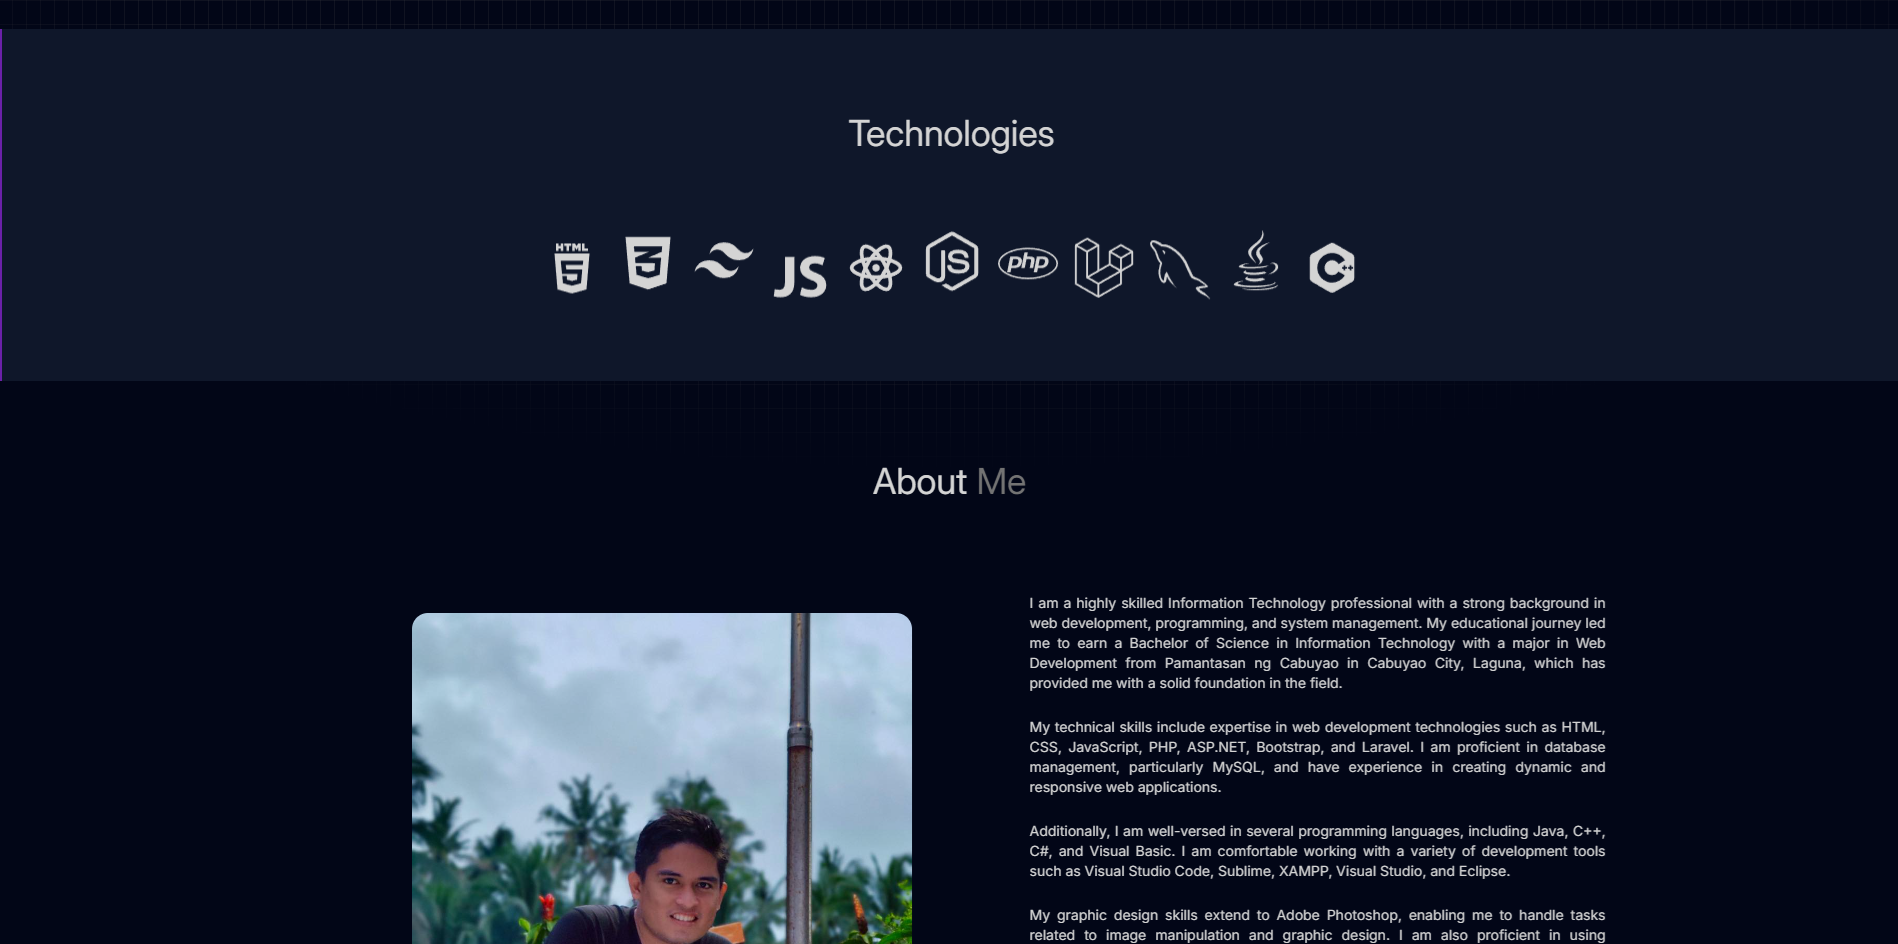 Technologies
HTML
5
3
JS
JS
php
C++
About Me
I am a highly skilled Information Technology professional with a strong background in
web development, programming, and system management. My educational journey led
me to earn a Bachelor of Science in Information Technology with a major in Web
Development from Pamantasan ng Cabuyao in Cabuyao City, Laguna, which has
provided me with a solid foundation in the field.
My technical skills include expertise in web development technologies such as HTML,
CSS, JavaScript, PHP, ASP.NET, Bootstrap, and Laravel. I am proficient in database
management, particularly MySQL, and have experience in creating dynamic and
responsive web applications.
Additionally, I am well-versed in several programming languages, including Java, C++,
C#, and Visual Basic. I am comfortable working with a variety of development tools
such as Visual Studio Code, Sublime, XAMPP, Visual Studio, and Eclipse.
My graphic design skills extend to Adobe Photoshop, enabling me to handle tasks
related to image manipulation and graphic design. I am also proficient in using